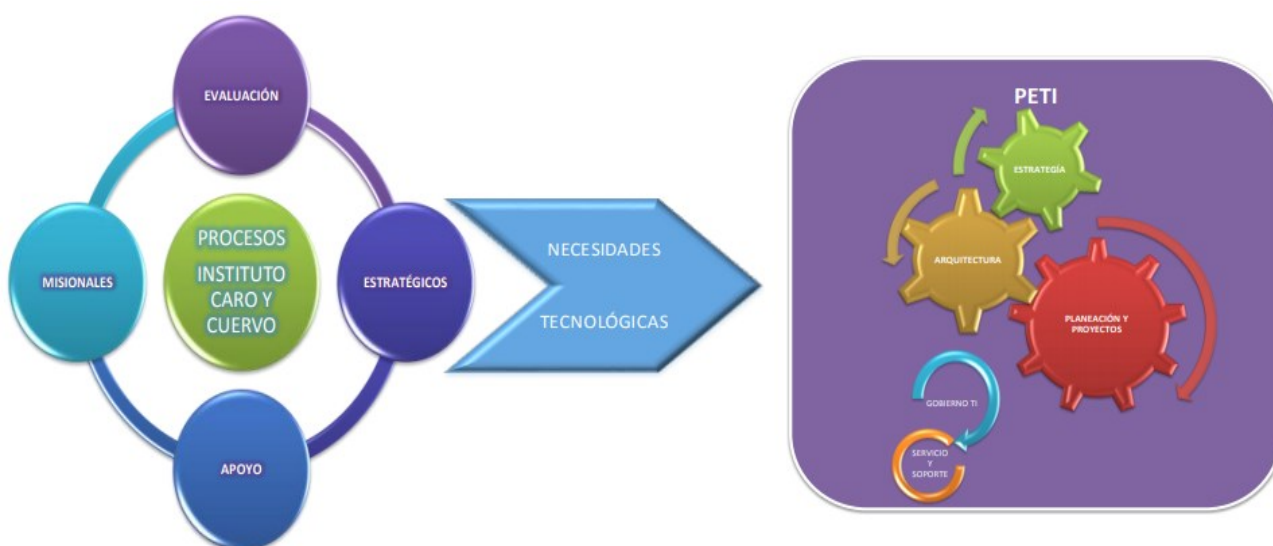 EVALUACIÓN
MISIONALES
PROCESOS
INSTITUTO
CARO Y
CUERVO
ESTRATÉGICOS
APOYO
NECESIDADES
TECNOLÓGICAS
PETI
ESTRATEGÍA
ARQUITECTURA
PLANEACIÓN Y
PROYECTOS
GOBIERNO TI
SERVICIO
Y
SOPORTE